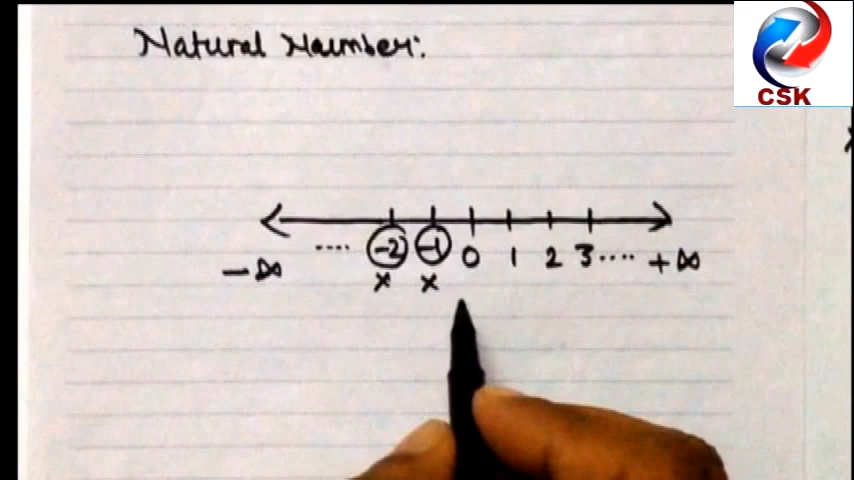 Natural Number:
CSK
-2 -1 0 1 2 3 ....
....
-∞ +∞
x x